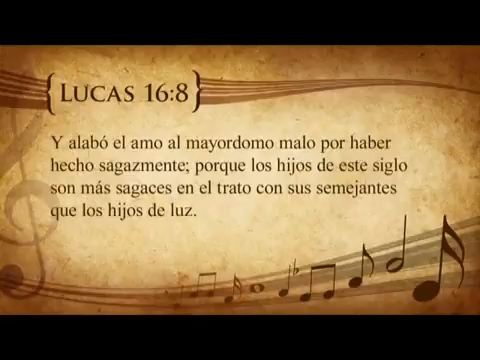 {Lucas 16:8}
Y alabó el amo al mayordomo malo por haber
hecho sagazmente; porque los hijos de este siglo
son más sagaces en el trato con sus semejantes
que los hijos de luz.